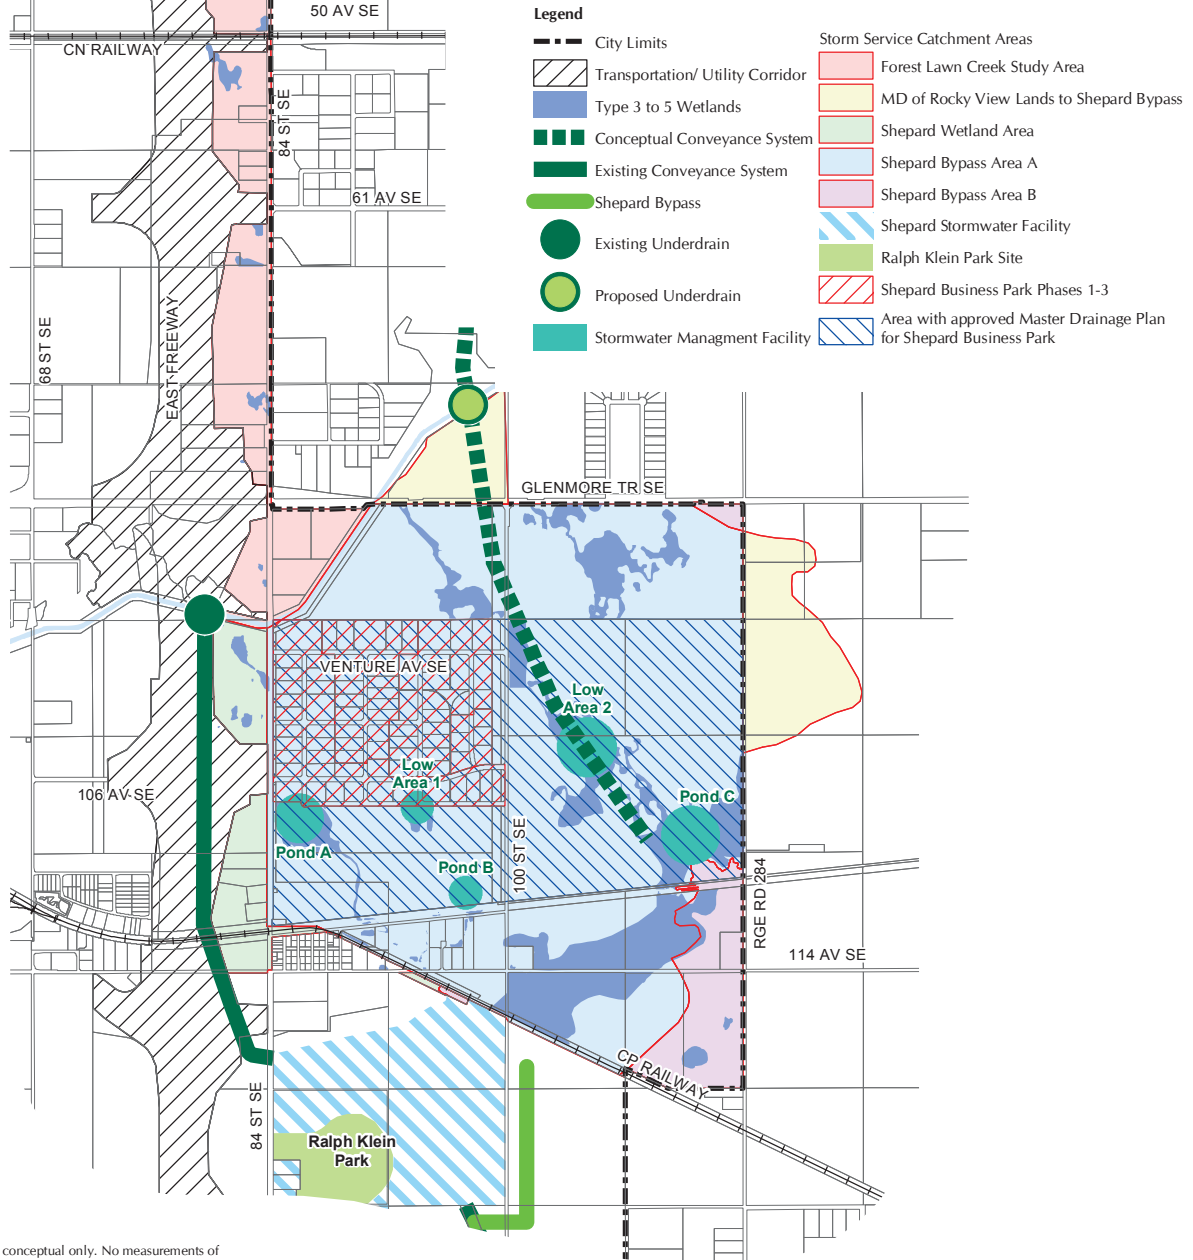 50 AV SE
CN RAILWAY
84 ST SE
61 AV SE
68 ST SE
EAST FREEWAY
Legend
City Limits
Transportation/ Utility Corridor
Type 3 to 5 Wetlands
Conceptual Conveyance System
Existing Conveyance System
Shepard Bypass
Existing Underdrain
Proposed Underdrain
Stormwater Managment Facility
Storm Service Catchment Areas
Forest Lawn Creek Study Area
MD of Rocky View Lands to Shepard Bypass
Shepard Wetland Area
Shepard Bypass Area A
Shepard Bypass Area B
Shepard Stormwater Facility
Ralph Klein Park Site
Shepard Business Park Phases 1-3
Area with approved Master Drainage Plan
for Shepard Business Park
GLENMORE TR SE
VENTURE AV SE
Low
Area 2
Low
Area 1
106 AV SE
Pond C
Pond A
Pond B
100 ST SE
RGE RD 284
114 AV SE
CP RAILWAY
84 ST SE
Ralph Klein
Park
conceptual only. No measurements of